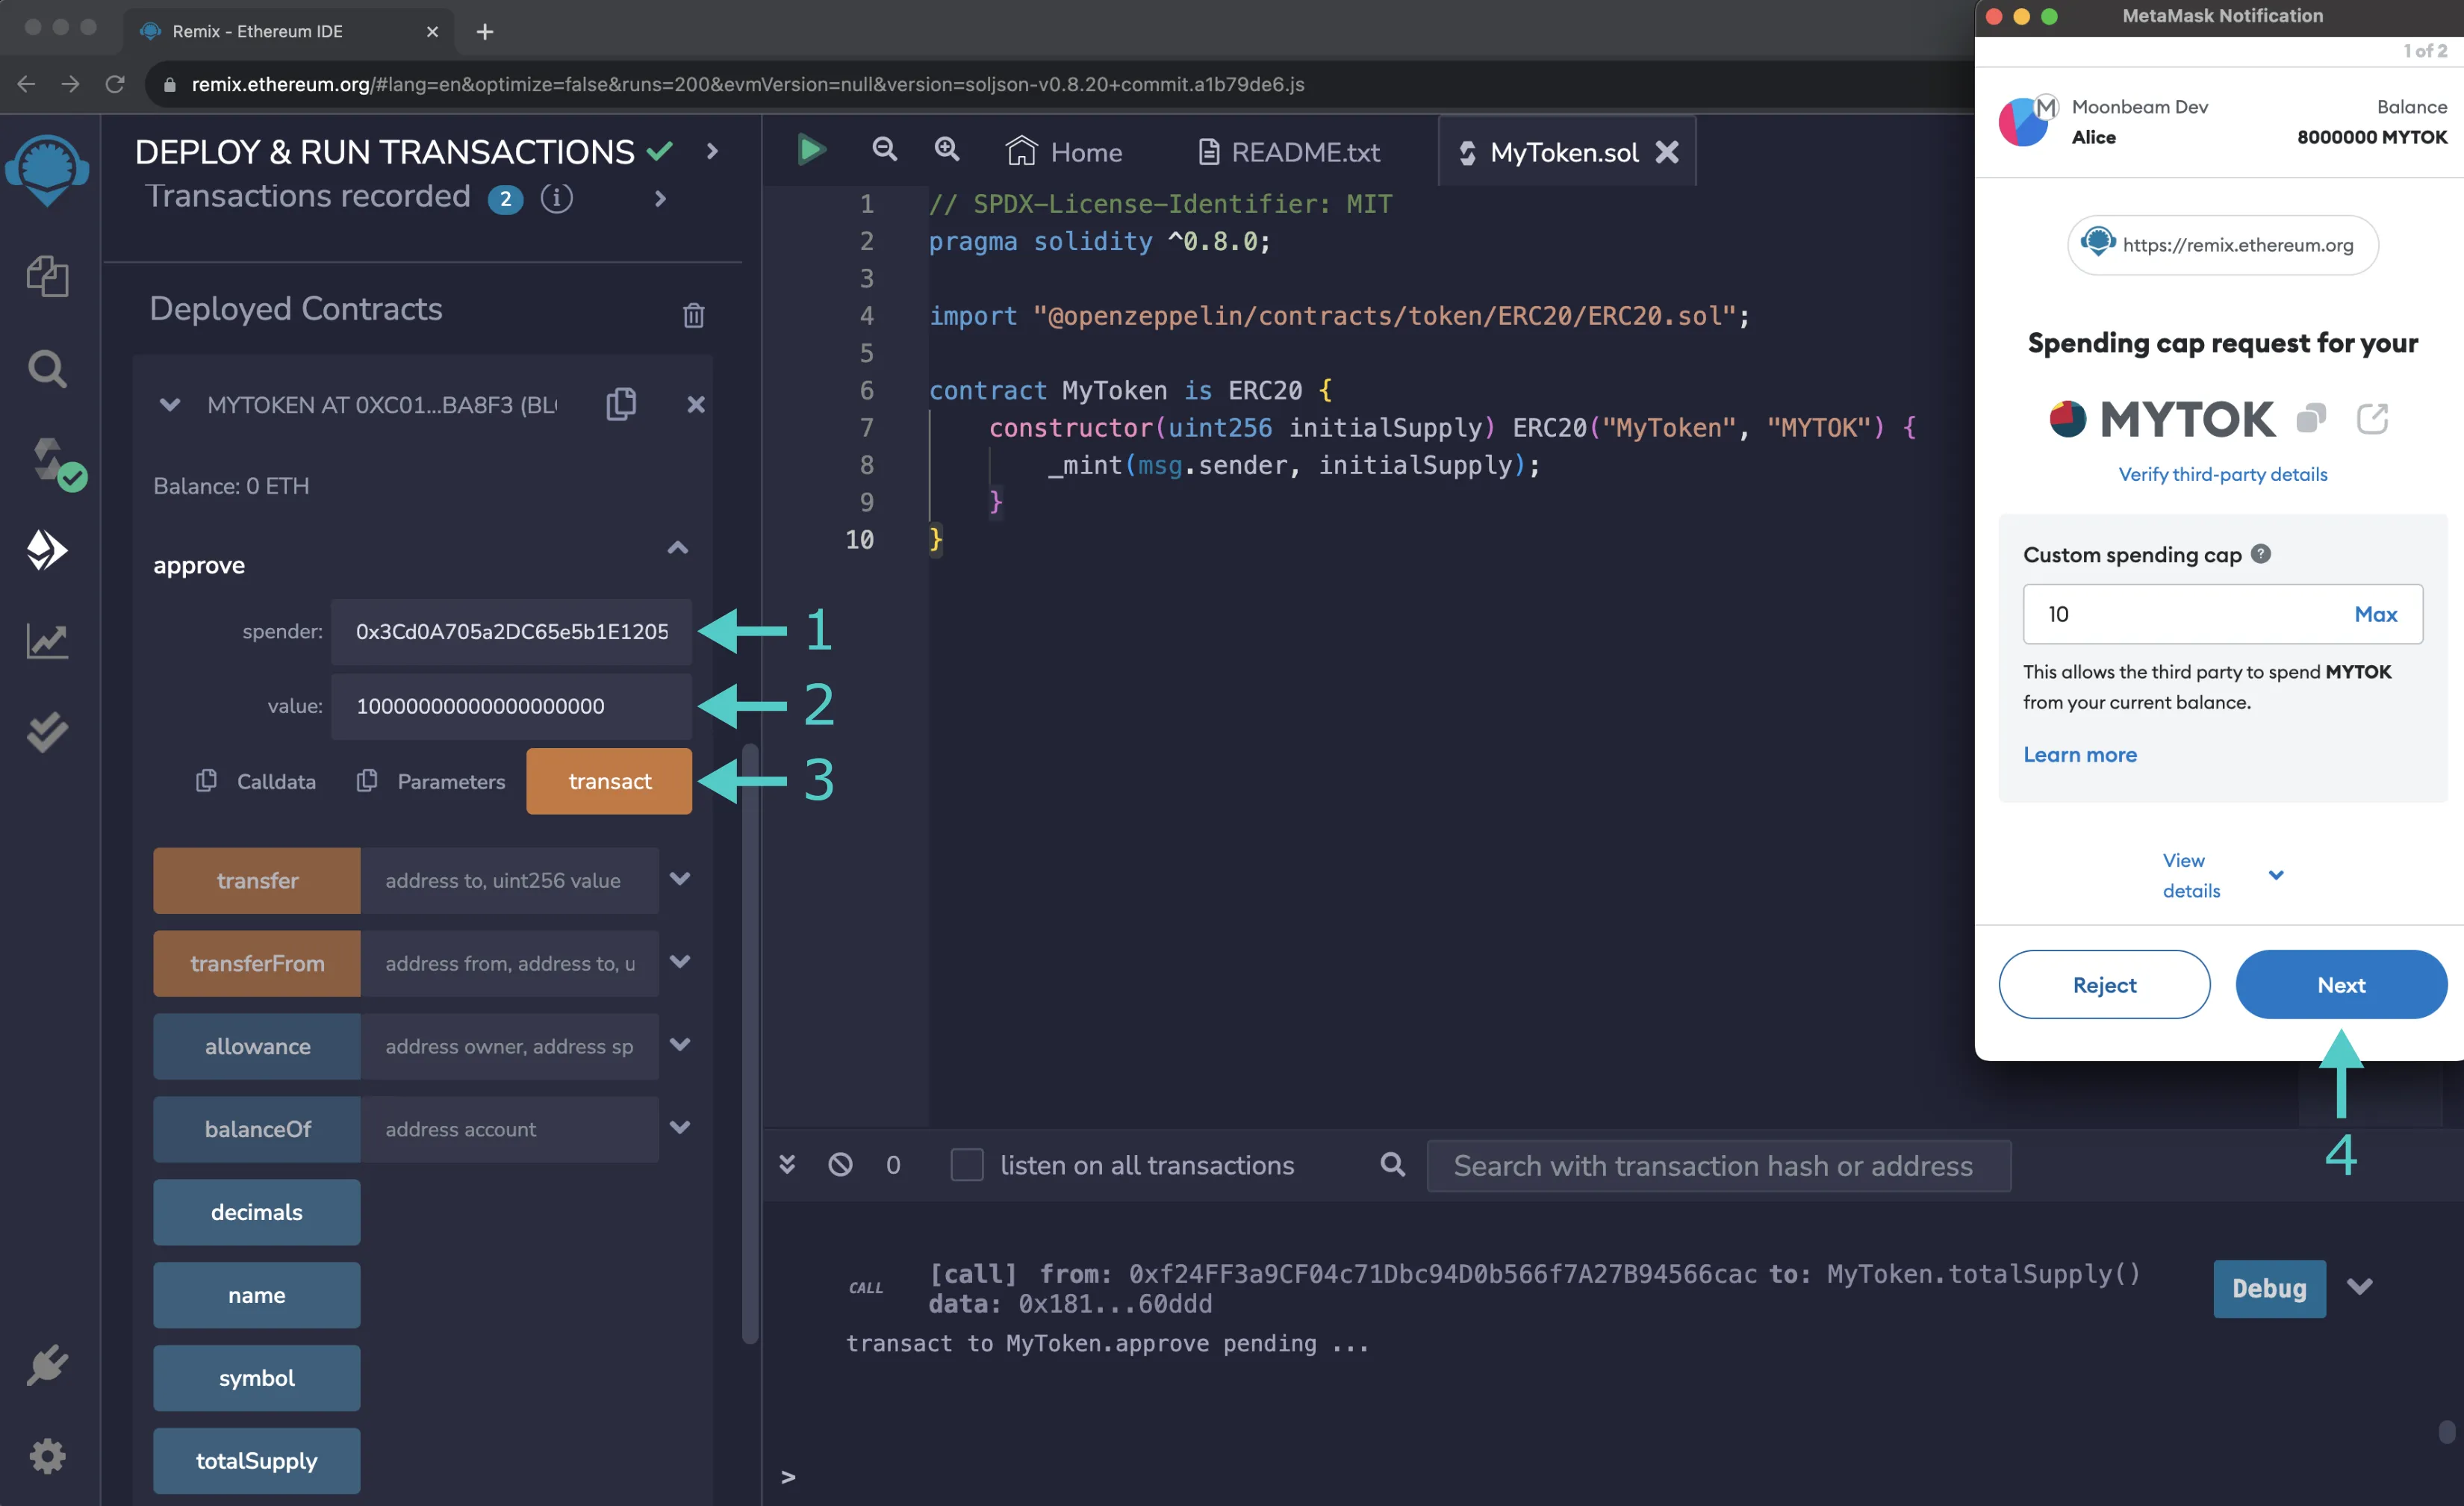 Remix - Ethereum IDE
remix.ethereum.org/#lang=en&optimize=false&runs=200&evmVersion=null&version=soljson-v0.8.20+commit.a1b79de6.js
DEPLOY & RUN TRANSACTIONS
Transactions recorded 2 i
Deployed Contracts
MYTOKEN AT 0XC01...BA8F3 (BL
Balance: 0 ETH
approve
spender: 0x3Cd0A705a2DC65e5b1E1205
1
value: 10000000000000000000
2
Calldata Parameters transact
3
transfer address to, uint256 value
transferFrom address from, address to, u
allowance address owner, address sp
balanceOf address account
decimals
name
symbol
totalSupply
Home README.txt MyToken.sol
1 // SPDX-License-Identifier: MIT
2 pragma solidity ^0.8.0;
3
4 import "@openzeppelin/contracts/token/ERC20/ERC20.sol";
5
6 contract MyToken is ERC20 {
7 constructor(uint256 initialSupply) ERC20("MyToken", "MYTOK") {
8 _mint(msg.sender, initialSupply);
9 }
10 }
0 listen on all transactions Search with transaction hash or address
CALL [call] from: 0xf24FF3a9CF04c71Dbc94D0b566f7A27B94566cac to: MyToken.totalSupply()
data: 0x181...60ddd
Debug
transact to MyToken.approve pending ...
>
MetaMask Notification
1 of 2
M Moonbeam Dev Balance
Alice 8000000 MYTOK
https://remix.ethereum.org
Spending cap request for your
MYTOK
Verify third-party details
Custom spending cap ?
10 Max
This allows the third party to spend MYTOK
from your current balance.
Learn more
View
details
Reject Next
4